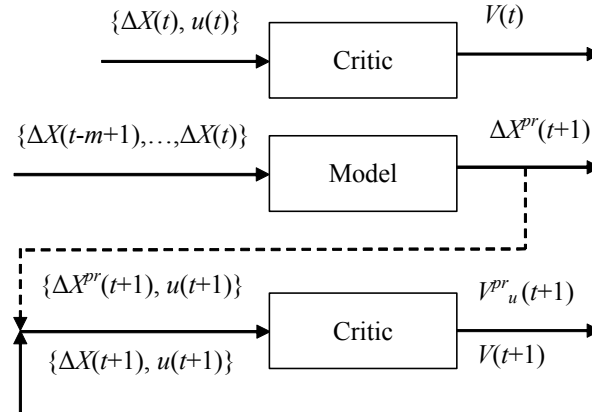 {ΔX(t), u(t)}
V(t)
Critic
{ΔX(t-m+1),…,ΔX(t)}
ΔX^pr(t+1)
Model
{ΔX^pr(t+1), u(t+1)}
V^pr_u(t+1)
Critic
{ΔX(t+1), u(t+1)}
V(t+1)